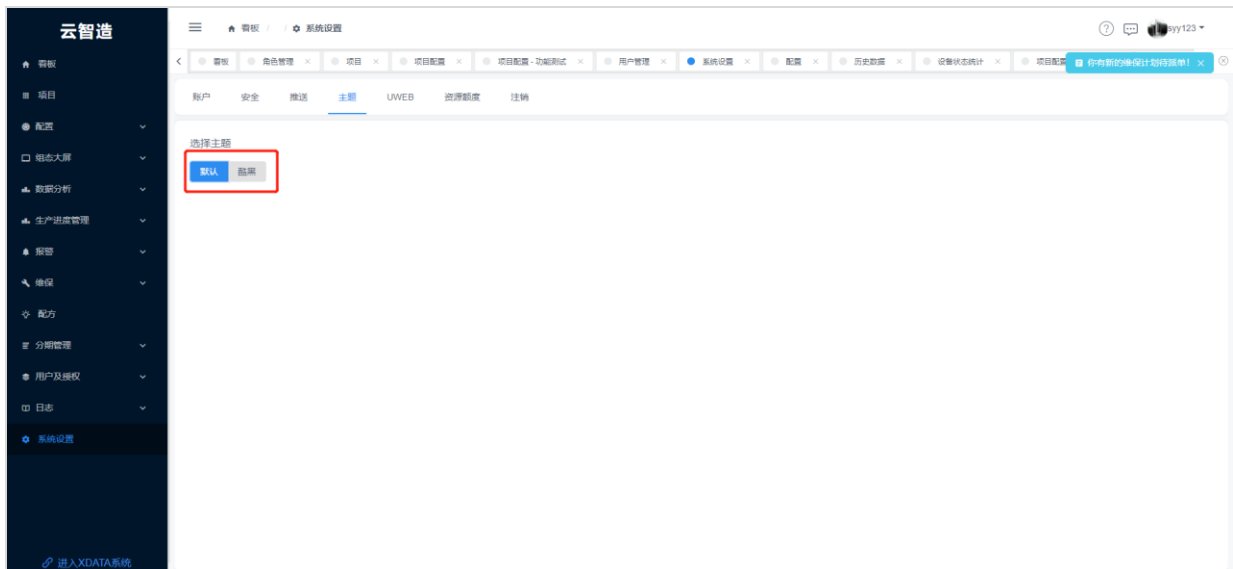 云智造
看板 / / 系统设置
syy123
看板 角色管理 × 项目 × 项目配置 × 项目配置-功能测试 × 用户管理 × 系统设置 × 配置 × 历史数据 × 设备状态统计 × 项目配置
你有新的维保计划待派单! ×
账户 安全 推送 主题 UWEB 资源额度 注销
选择主题
默认 酷黑
看板
项目
配置
组态大屏
数据分析
生产进度管理
报警
维保
配方
分期管理
用户及授权
日志
系统设置
进入XDATA系统